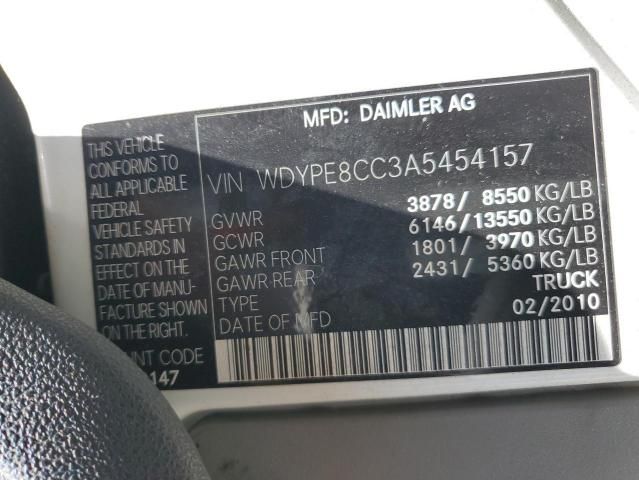 MFD: DAIMLER AG
THIS VEHICLE
CONFORMS TO
ALL APPLICABLE
FEDERAL
VEHICLE SAFETY
STANDARDS IN
EFFECT ON THE
DATE OF MANU-
FACTURE SHOWN
ON THE RIGHT.
VIN WDYPE8CC3A5454157
GVWR 3878/ 8550 KG/LB
GCWR 6146/13550 KG/LB
GAWR FRONT 1801/ 3970 KG/LB
GAWR REAR 2431/ 5360 KG/LB
TYPE TRUCK
DATE OF MFD 02/2010
CODE
147